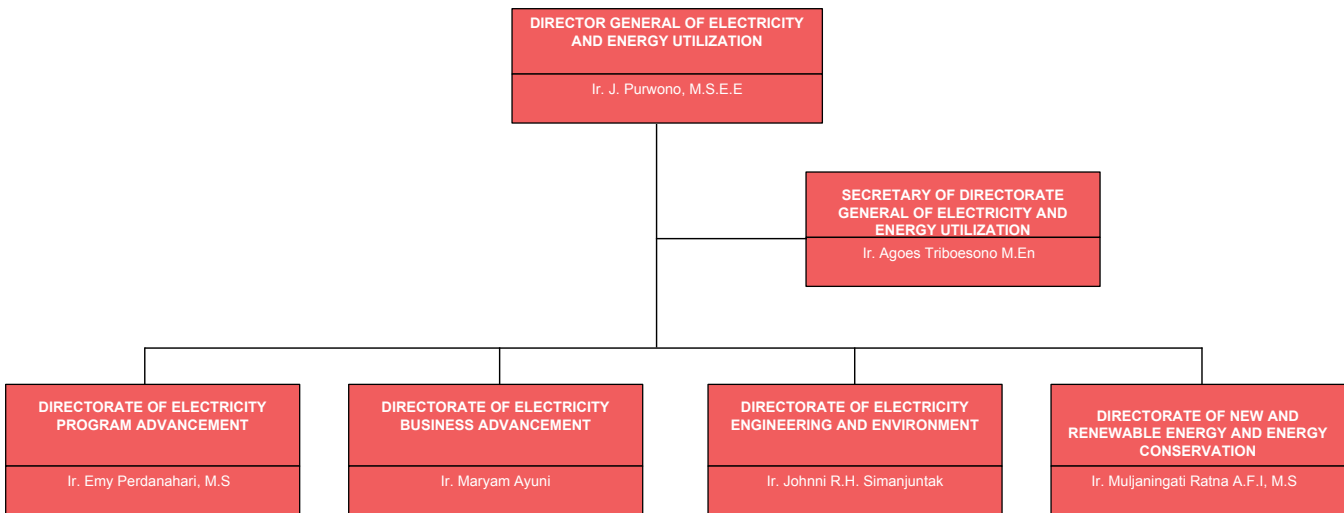 DIRECTOR GENERAL OF ELECTRICITY
AND ENERGY UTILIZATION
Ir. J. Purwono, M.S.E.E
SECRETARY OF DIRECTORATE
GENERAL OF ELECTRICITY AND
ENERGY UTILIZATION
Ir. Agoes Triboesono M.En
DIRECTORATE OF ELECTRICITY
PROGRAM ADVANCEMENT
Ir. Emy Perdanahari, M.S
DIRECTORATE OF ELECTRICITY
BUSINESS ADVANCEMENT
Ir. Maryam Ayuni
DIRECTORATE OF ELECTRICITY
ENGINEERING AND ENVIRONMENT
Ir. Johnni R.H. Simanjuntak
DIRECTORATE OF NEW AND
RENEWABLE ENERGY AND ENERGY
CONSERVATION
Ir. Muljaningati Ratna A.F.I, M.S